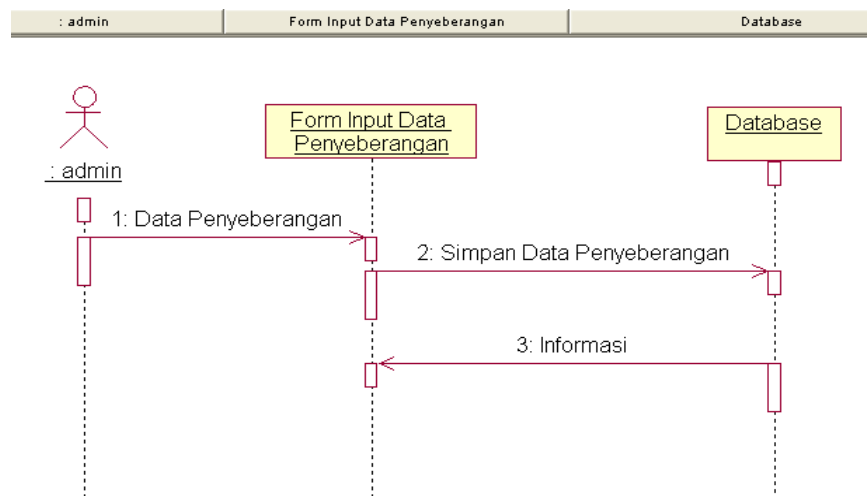 : admin
Form Input Data Penyeberangan
Database
Form Input Data
Penyeberangan
Database
: admin
1: Data Penyeberangan
2: Simpan Data Penyeberangan
3: Informasi